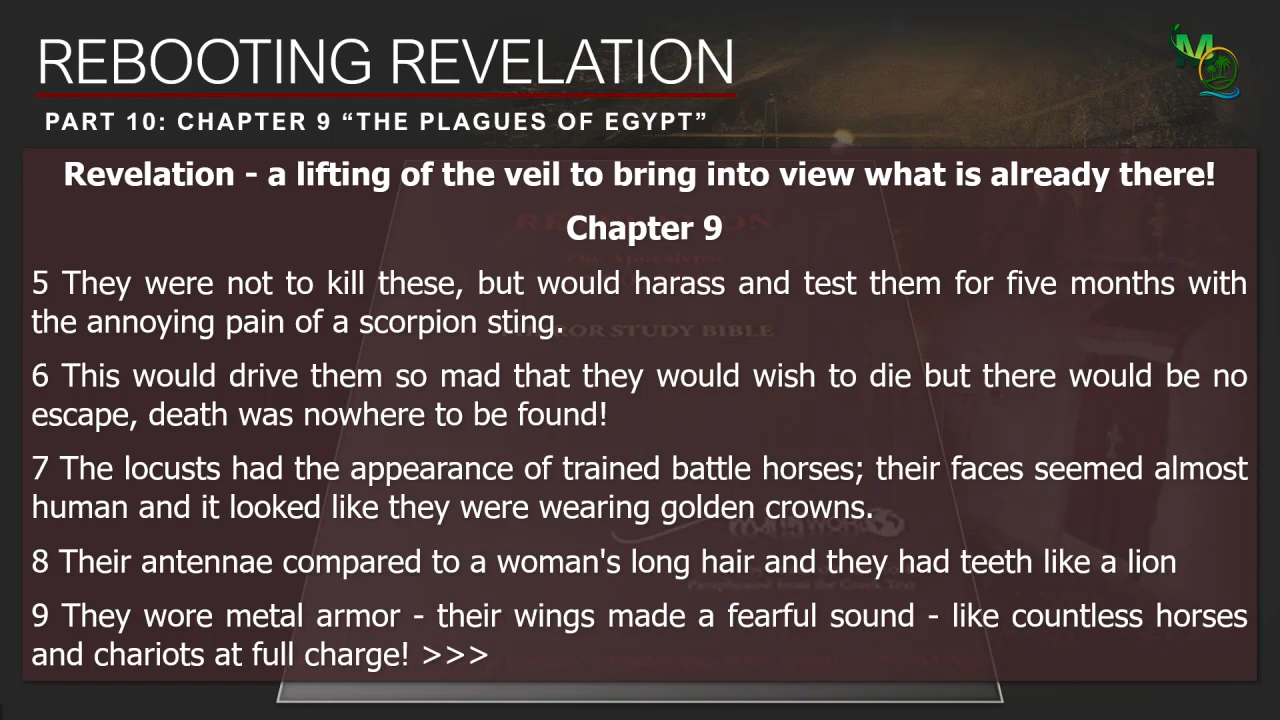 REBOOTING REVELATION
PART 10: CHAPTER 9 “THE PLAGUES OF EGYPT”
Revelation - a lifting of the veil to bring into view what is already there!
Chapter 9
5 They were not to kill these, but would harass and test them for five months with
the annoying pain of a scorpion sting.
6 This would drive them so mad that they would wish to die but there would be no
escape, death was nowhere to be found!
7 The locusts had the appearance of trained battle horses; their faces seemed almost
human and it looked like they were wearing golden crowns.
8 Their antennae compared to a woman's long hair and they had teeth like a lion
9 They wore metal armor - their wings made a fearful sound - like countless horses
and chariots at full charge! >>>
STUDY BIBLE